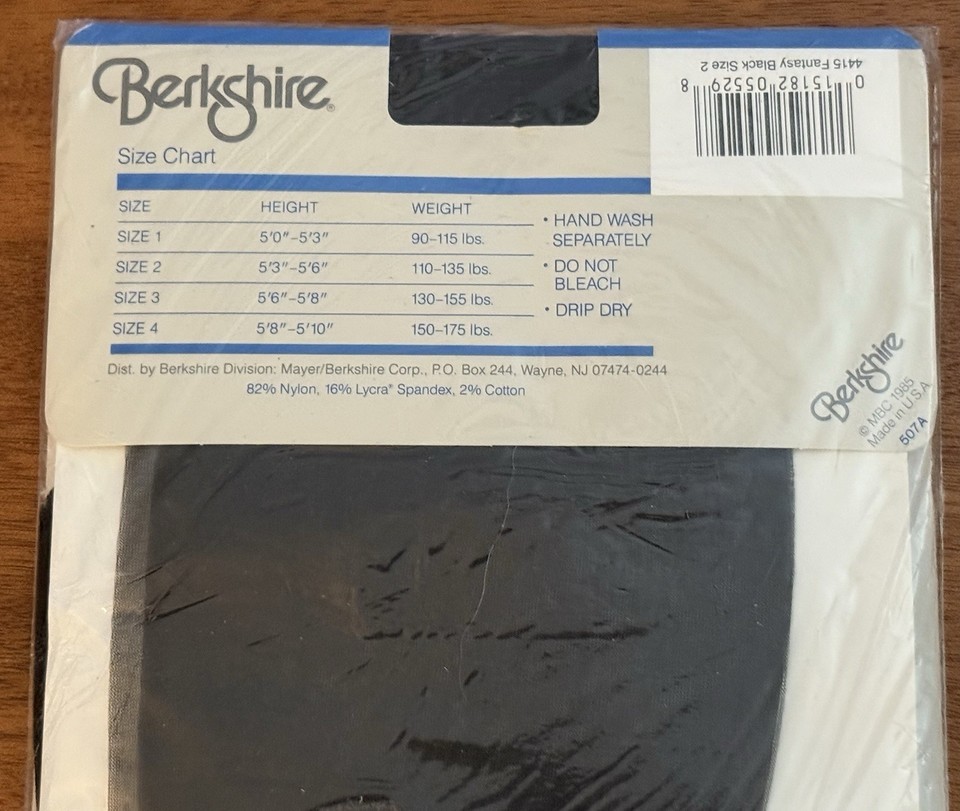 Berkshire®
Size Chart
SIZE HEIGHT WEIGHT
SIZE 1 5'0"–5'3" 90–115 lbs.
SIZE 2 5'3"–5'6" 110–135 lbs.
SIZE 3 5'6"–5'8" 130–155 lbs.
SIZE 4 5'8"–5'10" 150–175 lbs.
• HAND WASH
SEPARATELY
• DO NOT
BLEACH
• DRIP DRY
Dist. by Berkshire Division: Mayer/Berkshire Corp., P.O. Box 244, Wayne, NJ 07474-0244
82% Nylon, 16% Lycra® Spandex, 2% Cotton
0 15182 05529 8
4415 Fantasy Black Size 2
Berkshire
© MBC 1985
Made in U.S.A
507A